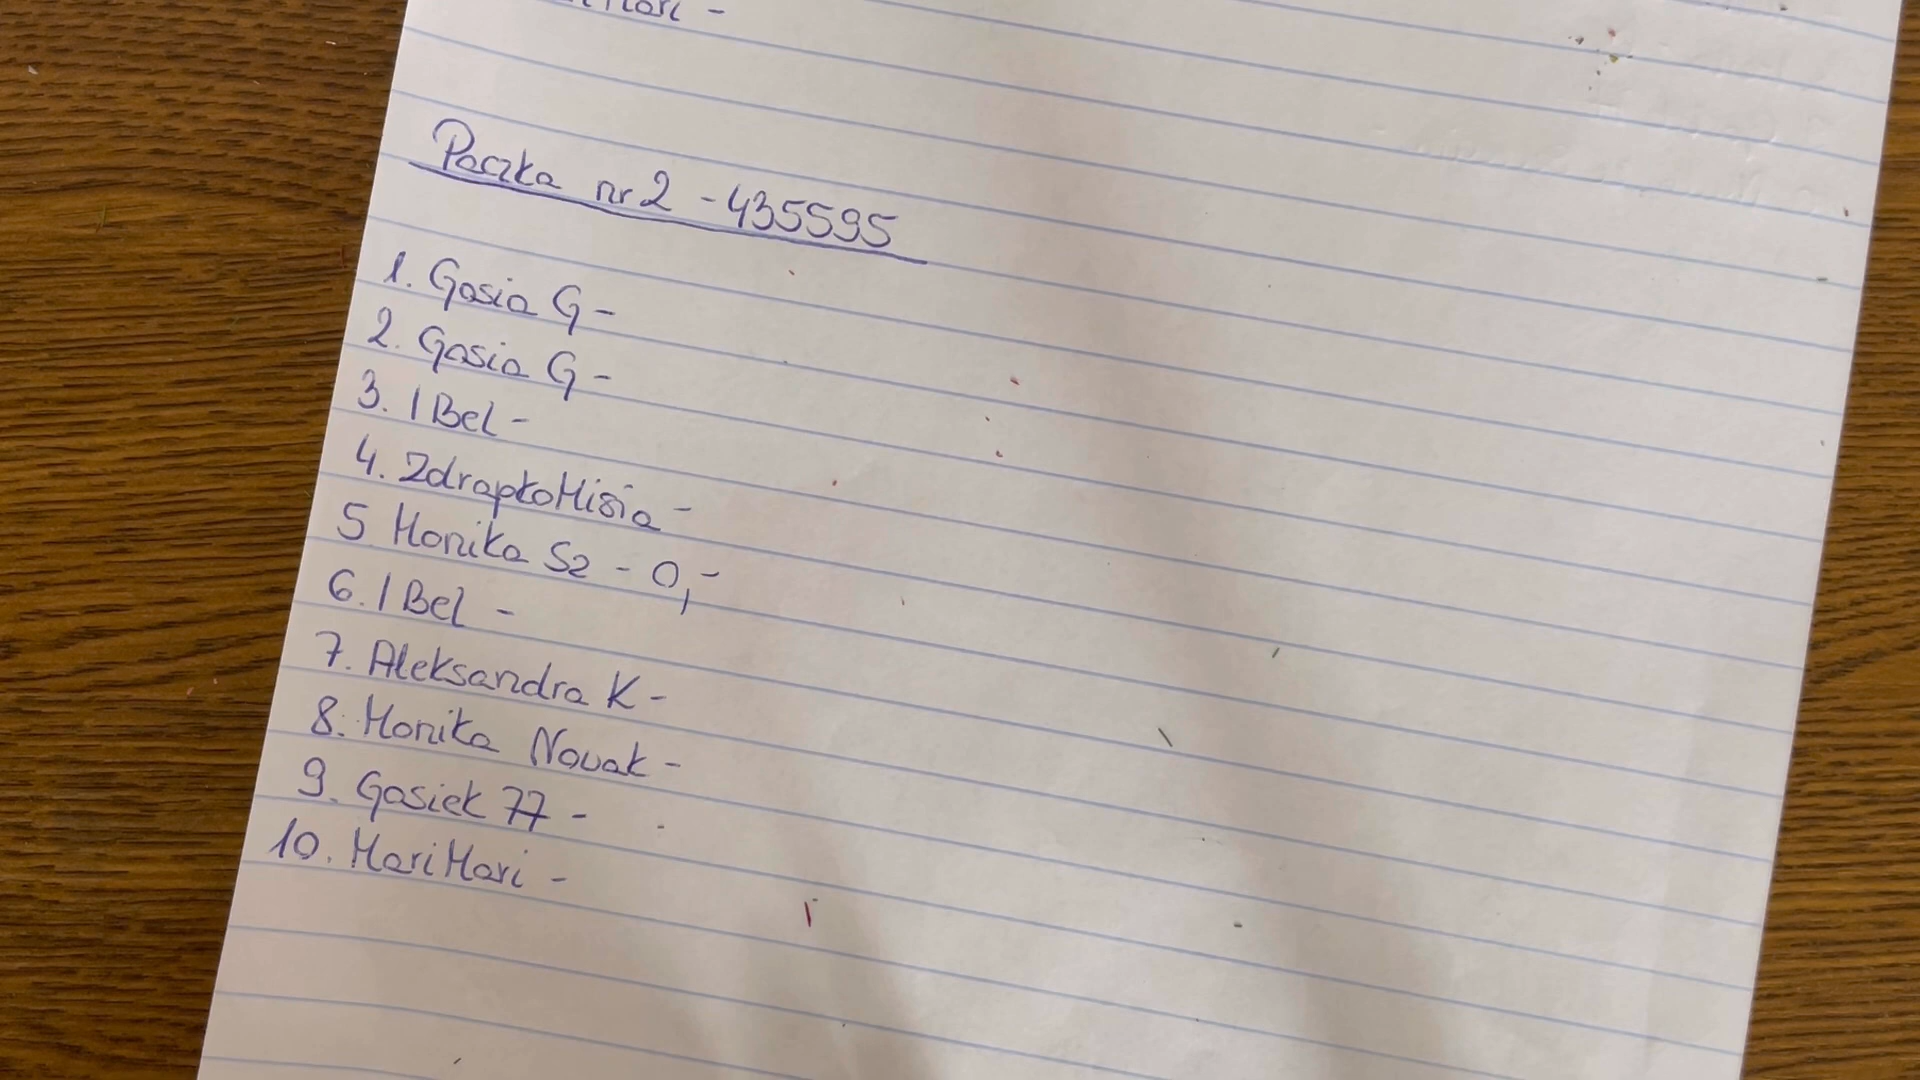 Paczka nr 2 - 435595
1. Gosia G -
2. Gosia G -
3. I Bel -
4. ZdrapkoMisia -
5 Monika Sz - 0,-
6. I Bel -
7. Aleksandra K -
8. Monika Nowak -
9. Gosiek 77 -
10. MariMari -